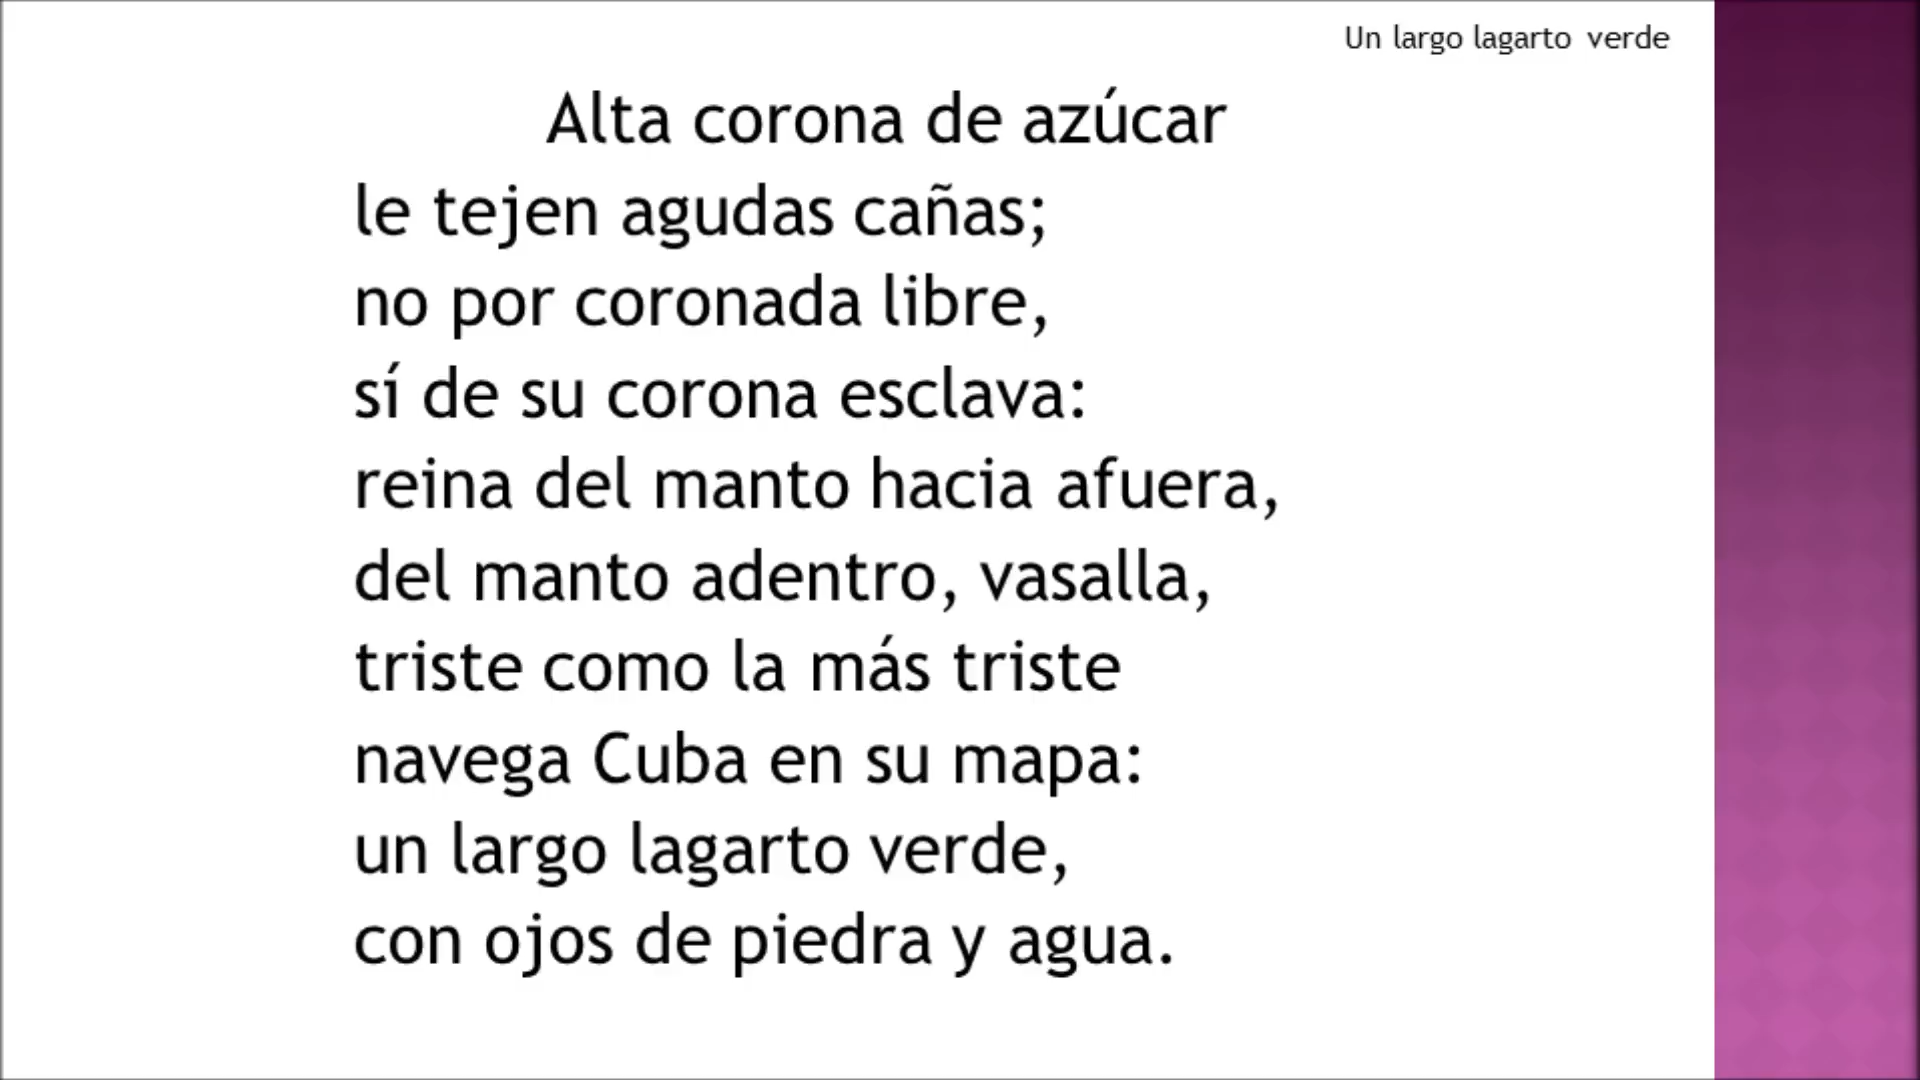 Un largo lagarto verde
Alta corona de azúcar
le tejen agudas cañas;
no por coronada libre,
sí de su corona esclava:
reina del manto hacia afuera,
del manto adentro, vasalla,
triste como la más triste
navega Cuba en su mapa:
un largo lagarto verde,
con ojos de piedra y agua.